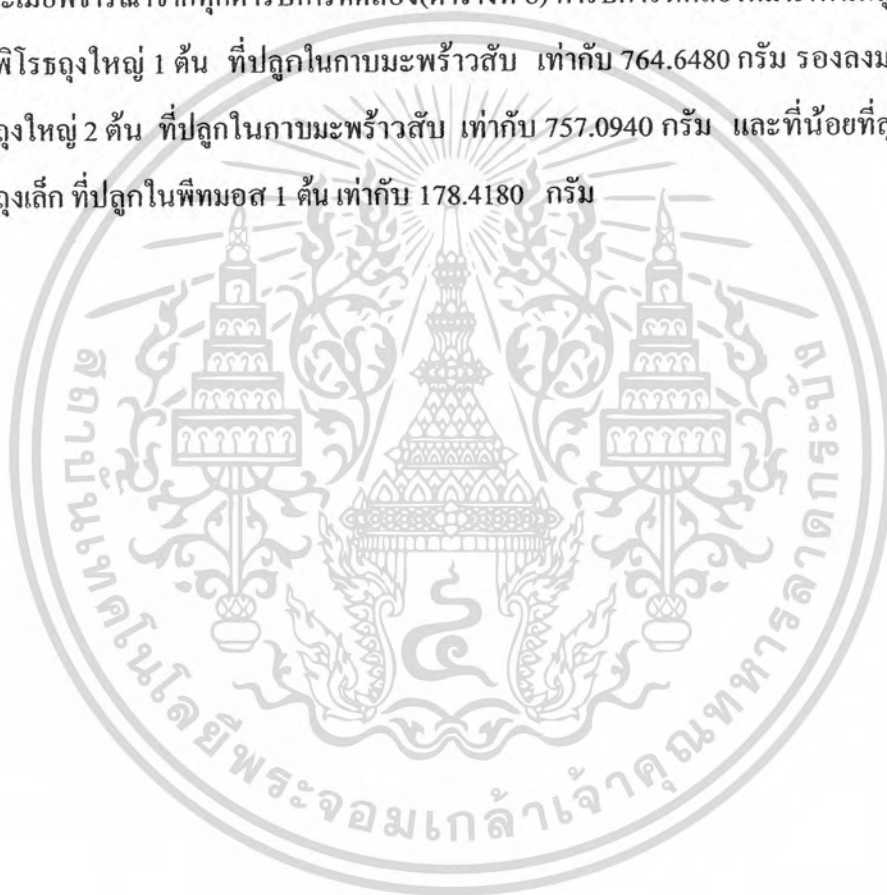 ถุงใหญ่ 1 ต้น ที่ปลูกในกาบมะพร้าวสับ เท่ากับ 764.6480 กรัม รองลงม
ถุงใหญ่ 2 ต้น ที่ปลูกในกาบมะพร้าวสับ เท่ากับ 757.0940 กรัม และที่น้อยที่สุ
ถุงเล็ก ที่ปลูกในพีทมอส 1 ต้น เท่ากับ 178.4180 กรัม
สถาบันเทคโนโลยีพระจอมเกล้าเจ้าคุณทหารลาดกระบัง